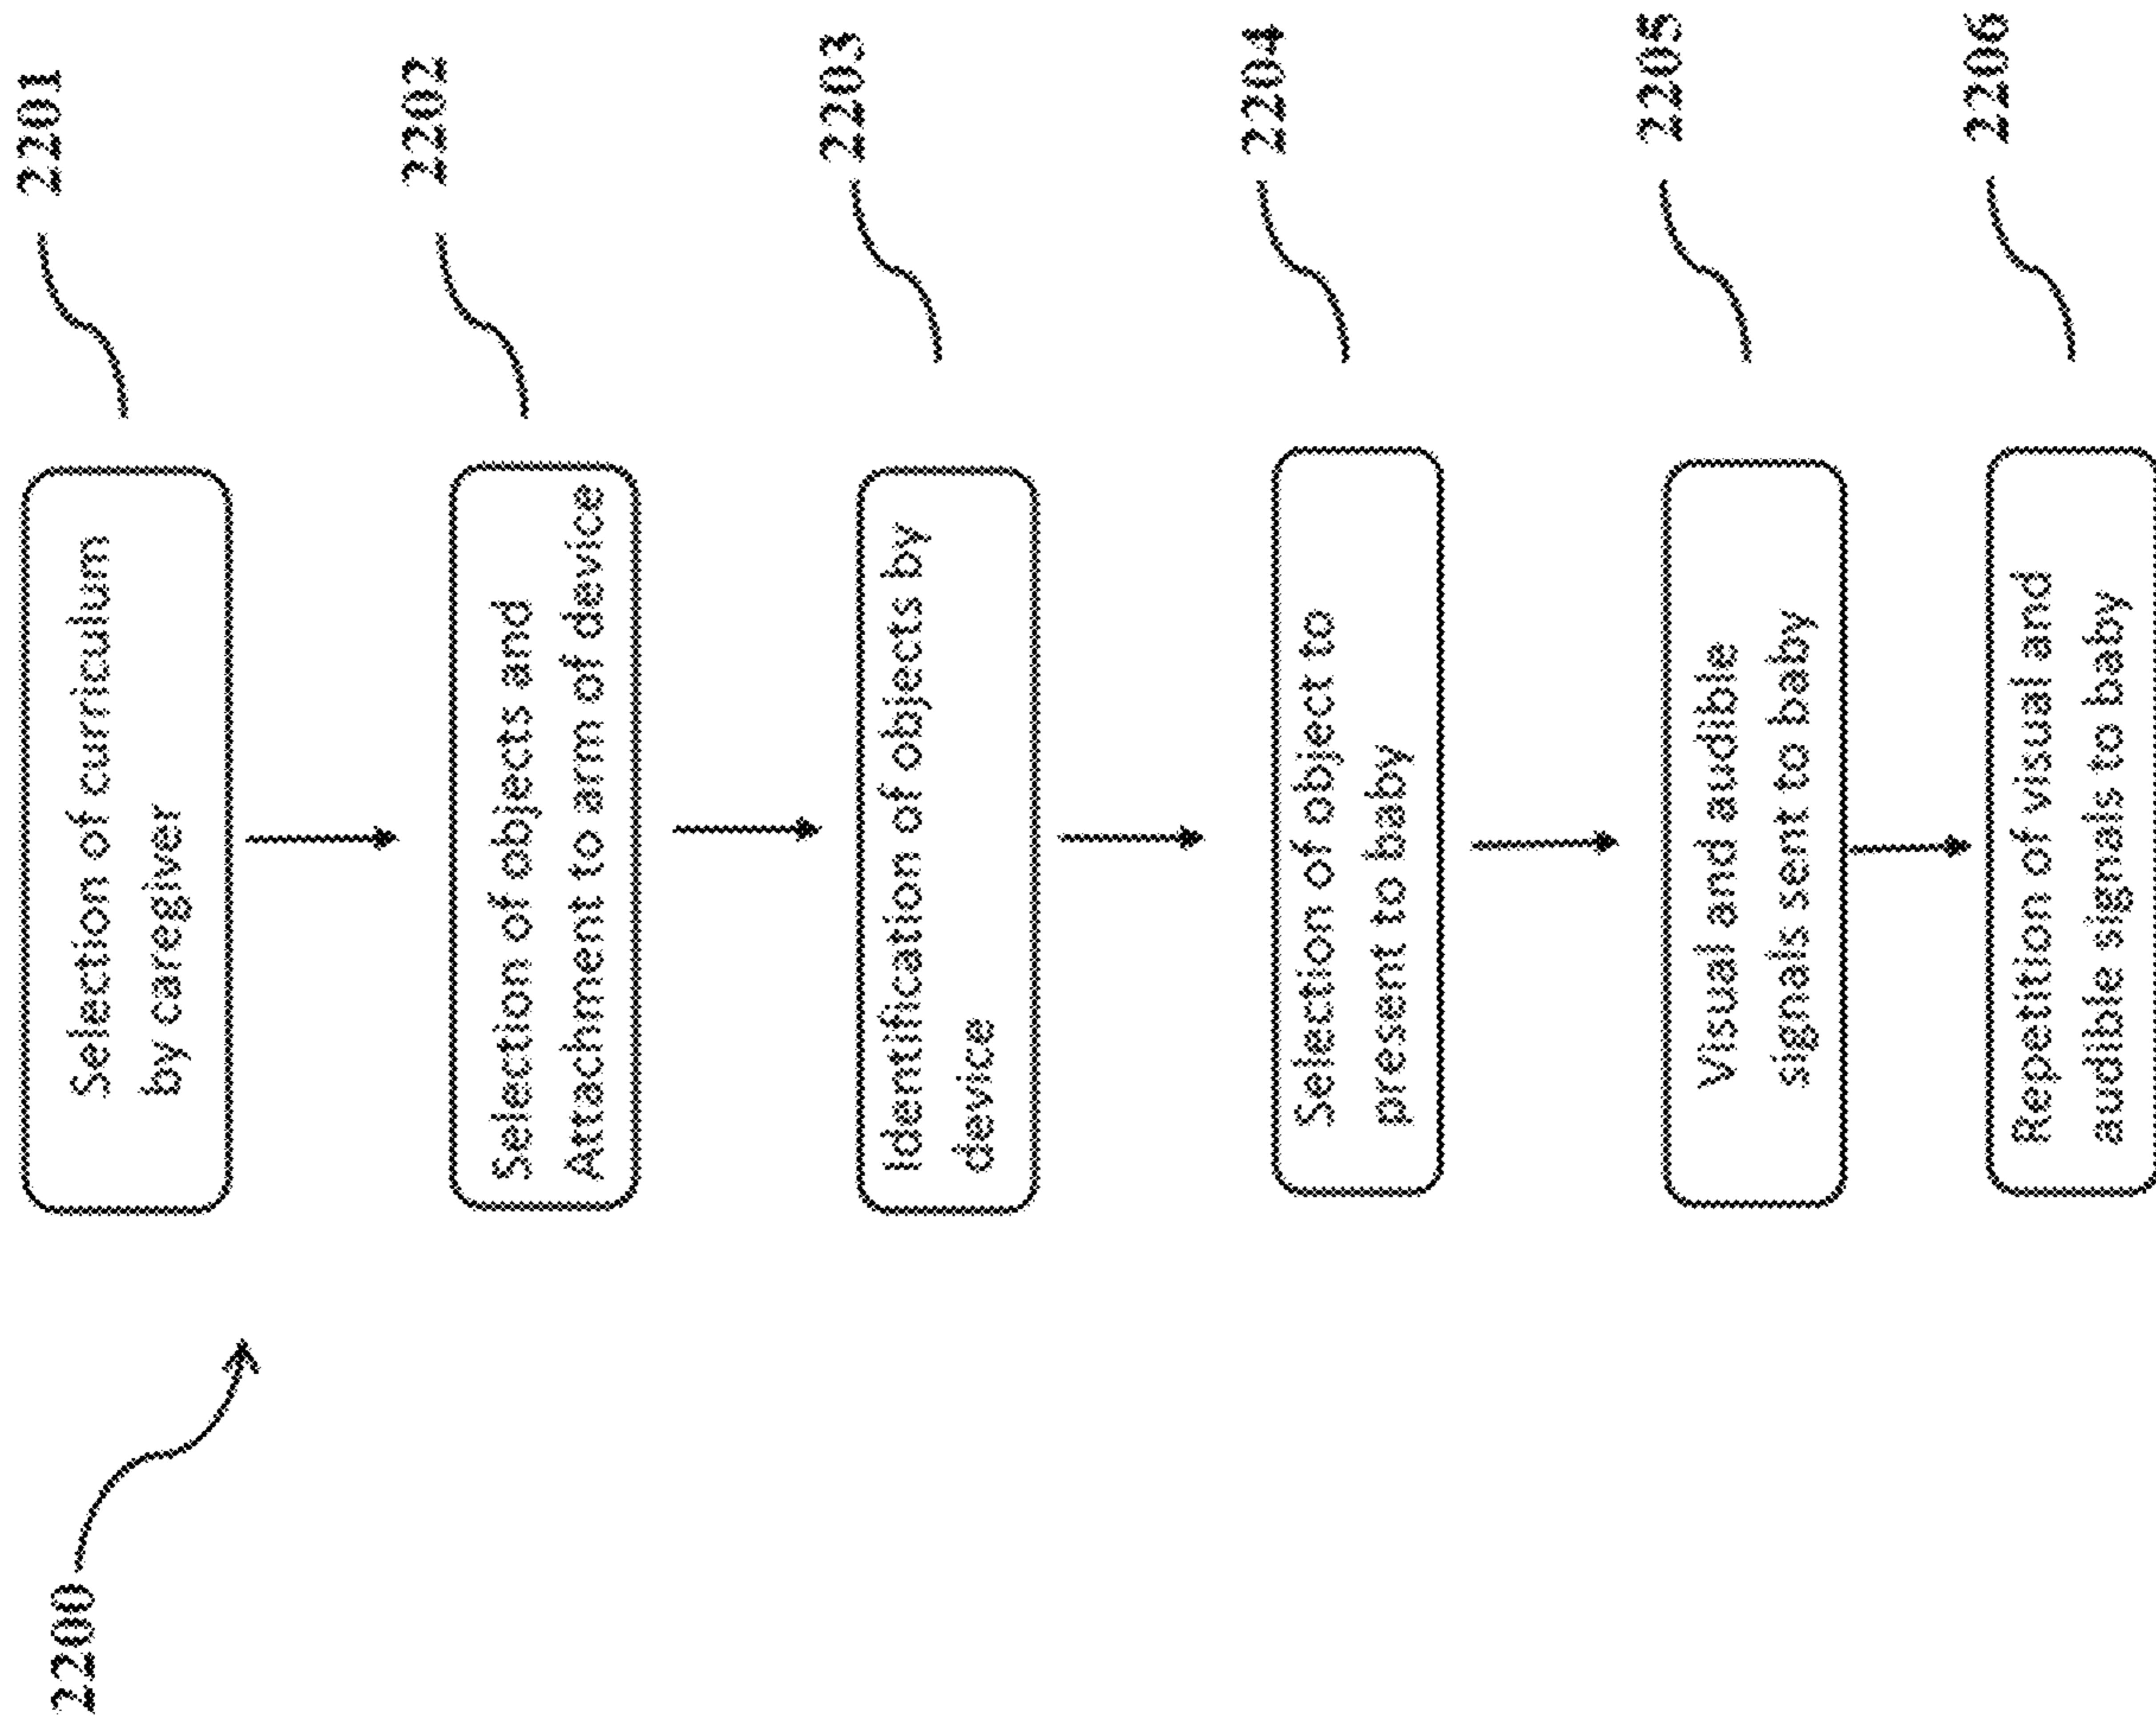 2200
Selection of curriculum
by caregiver
2201
Selection of objects and
Attachment to arm of device
2202
Identification of objects by
device
2203
Selection of object to
present to baby
2204
Visual and audible
signals sent to baby
2205
Repetition of visual and
audible signals to baby
2206